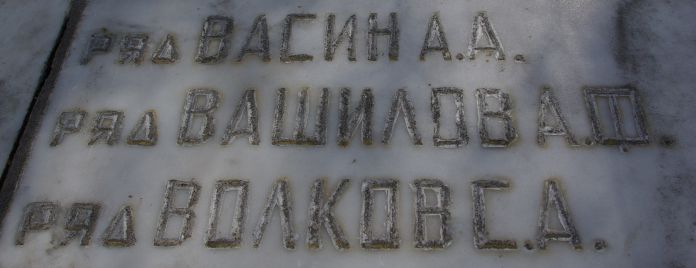 ряд ВАСИН А.А.
ряд ВАШИЛОВ А.Ф.
ряд ВОЛКОВ С.А.